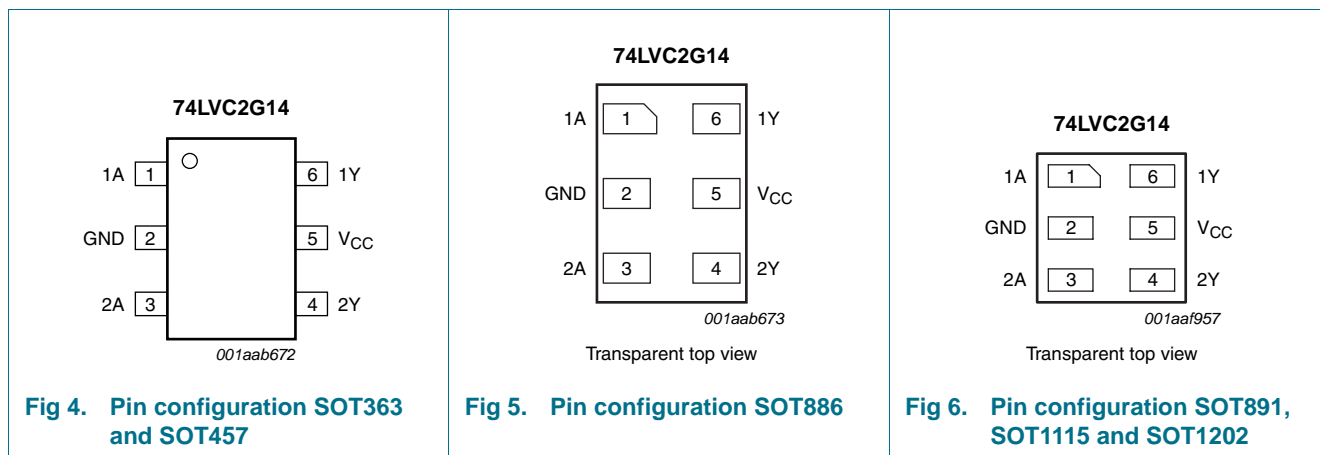 74LVC2G14
1A 1 6 1Y
GND 2 5 VCC
2A 3 4 2Y
001aab672
Fig 4. Pin configuration SOT363
and SOT457
74LVC2G14
1A 1 6 1Y
GND 2 5 VCC
2A 3 4 2Y
001aab673
Transparent top view
Fig 5. Pin configuration SOT886
74LVC2G14
1A 1 6 1Y
GND 2 5 VCC
2A 3 4 2Y
001aaf957
Transparent top view
Fig 6. Pin configuration SOT891,
SOT1115 and SOT1202